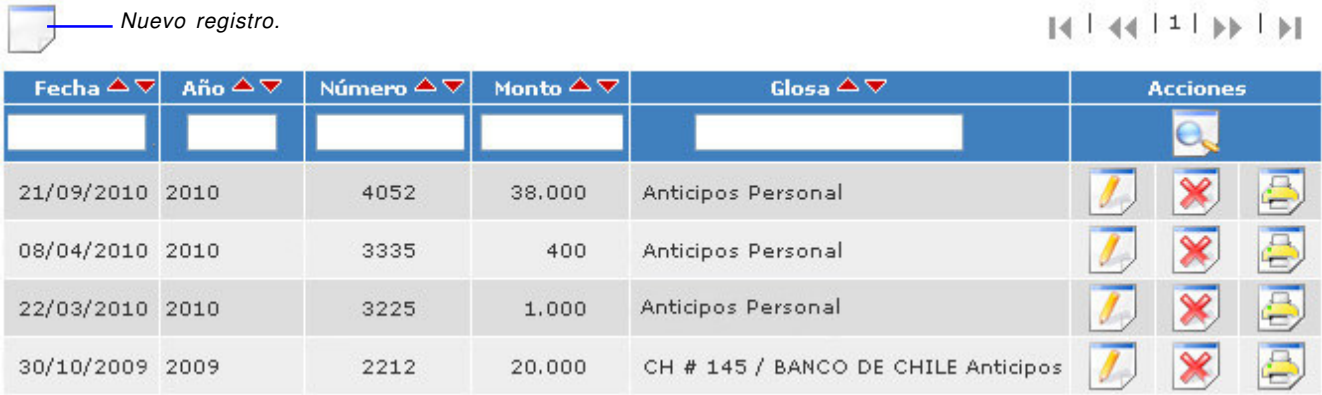 Nuevo registro.
| | 1 | |
Fecha Año Número Monto Glosa Acciones
21/09/2010 2010 4052 38.000 Anticipos Personal
08/04/2010 2010 3335 400 Anticipos Personal
22/03/2010 2010 3225 1.000 Anticipos Personal
30/10/2009 2009 2212 20.000 CH # 145 / BANCO DE CHILE Anticipos